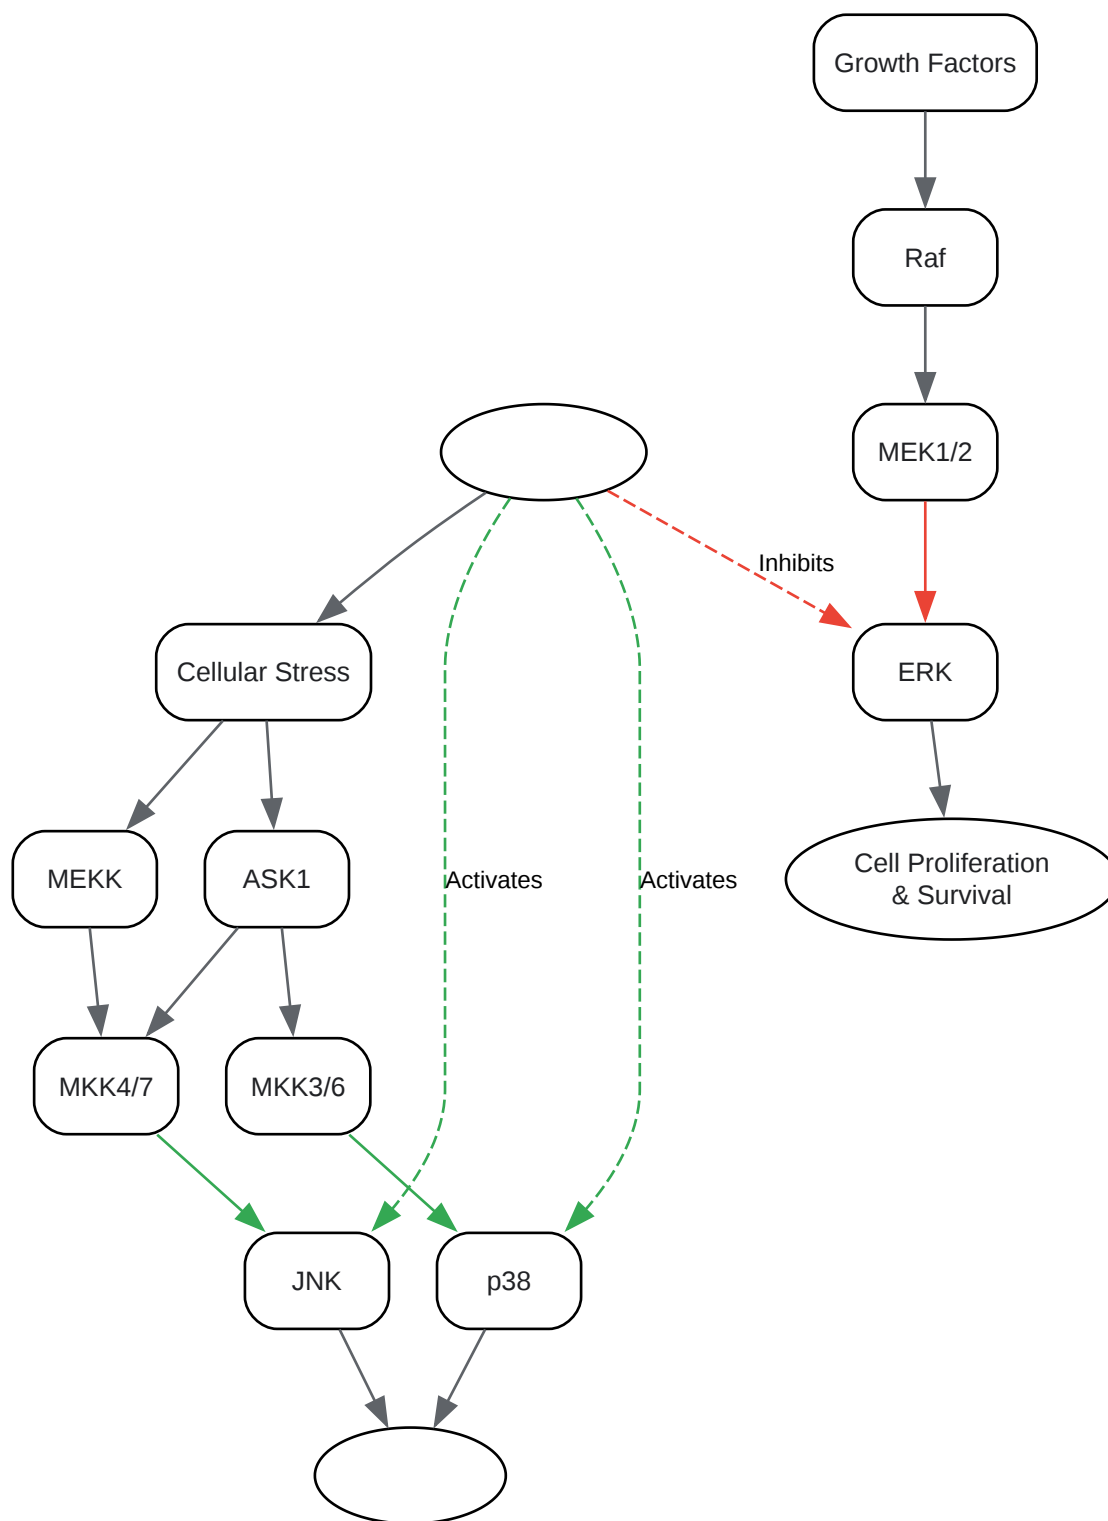 Growth Factors
Raf
MEK1/2
Inhibits
Cellular Stress
ERK
MEKK
ASK1
Activates
Activates
Cell Proliferation
& Survival
MKK4/7
MKK3/6
JNK
p38